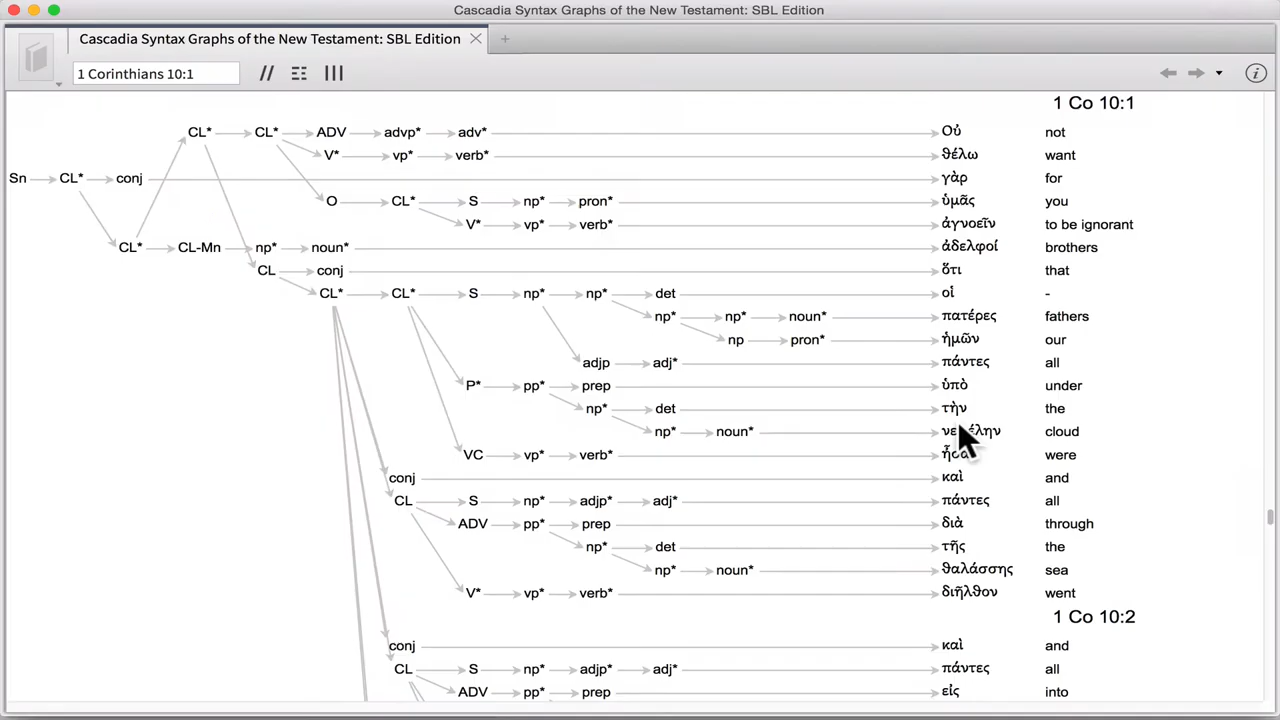 Cascadia Syntax Graphs of the New Testament: SBL Edition
Cascadia Syntax Graphs of the New Testament: SBL Edition
1 Corinthians 10:1
1 Co 10:1
CL* CL* ADV advp* adv* Οὐ not
V* vp* verb* θέλω want
Sn CL* conj γὰρ for
O CL* S np* pron* ὑμᾶς you
V* vp* verb* ἀγνοεῖν to be ignorant
CL* CL-Mn np* noun* ἀδελφοί brothers
CL conj ὅτι that
CL* CL* S np* np* det οἱ -
np* np* noun* πατέρες fathers
np pron* ἡμῶν our
adjp adj* πάντες all
P* pp* prep ὑπὸ under
np* det τὴν the
np* noun* cloud
VC vp* verb* were
conj καὶ and
CL S np* adjp* adj* πάντες all
ADV pp* prep διὰ through
np* det τῆς the
np* noun* θαλάσσης sea
V* vp* verb* διῆλθον went
1 Co 10:2
conj καὶ and
CL S np* adjp* adj* πάντες all
ADV pp* prep εἰς into